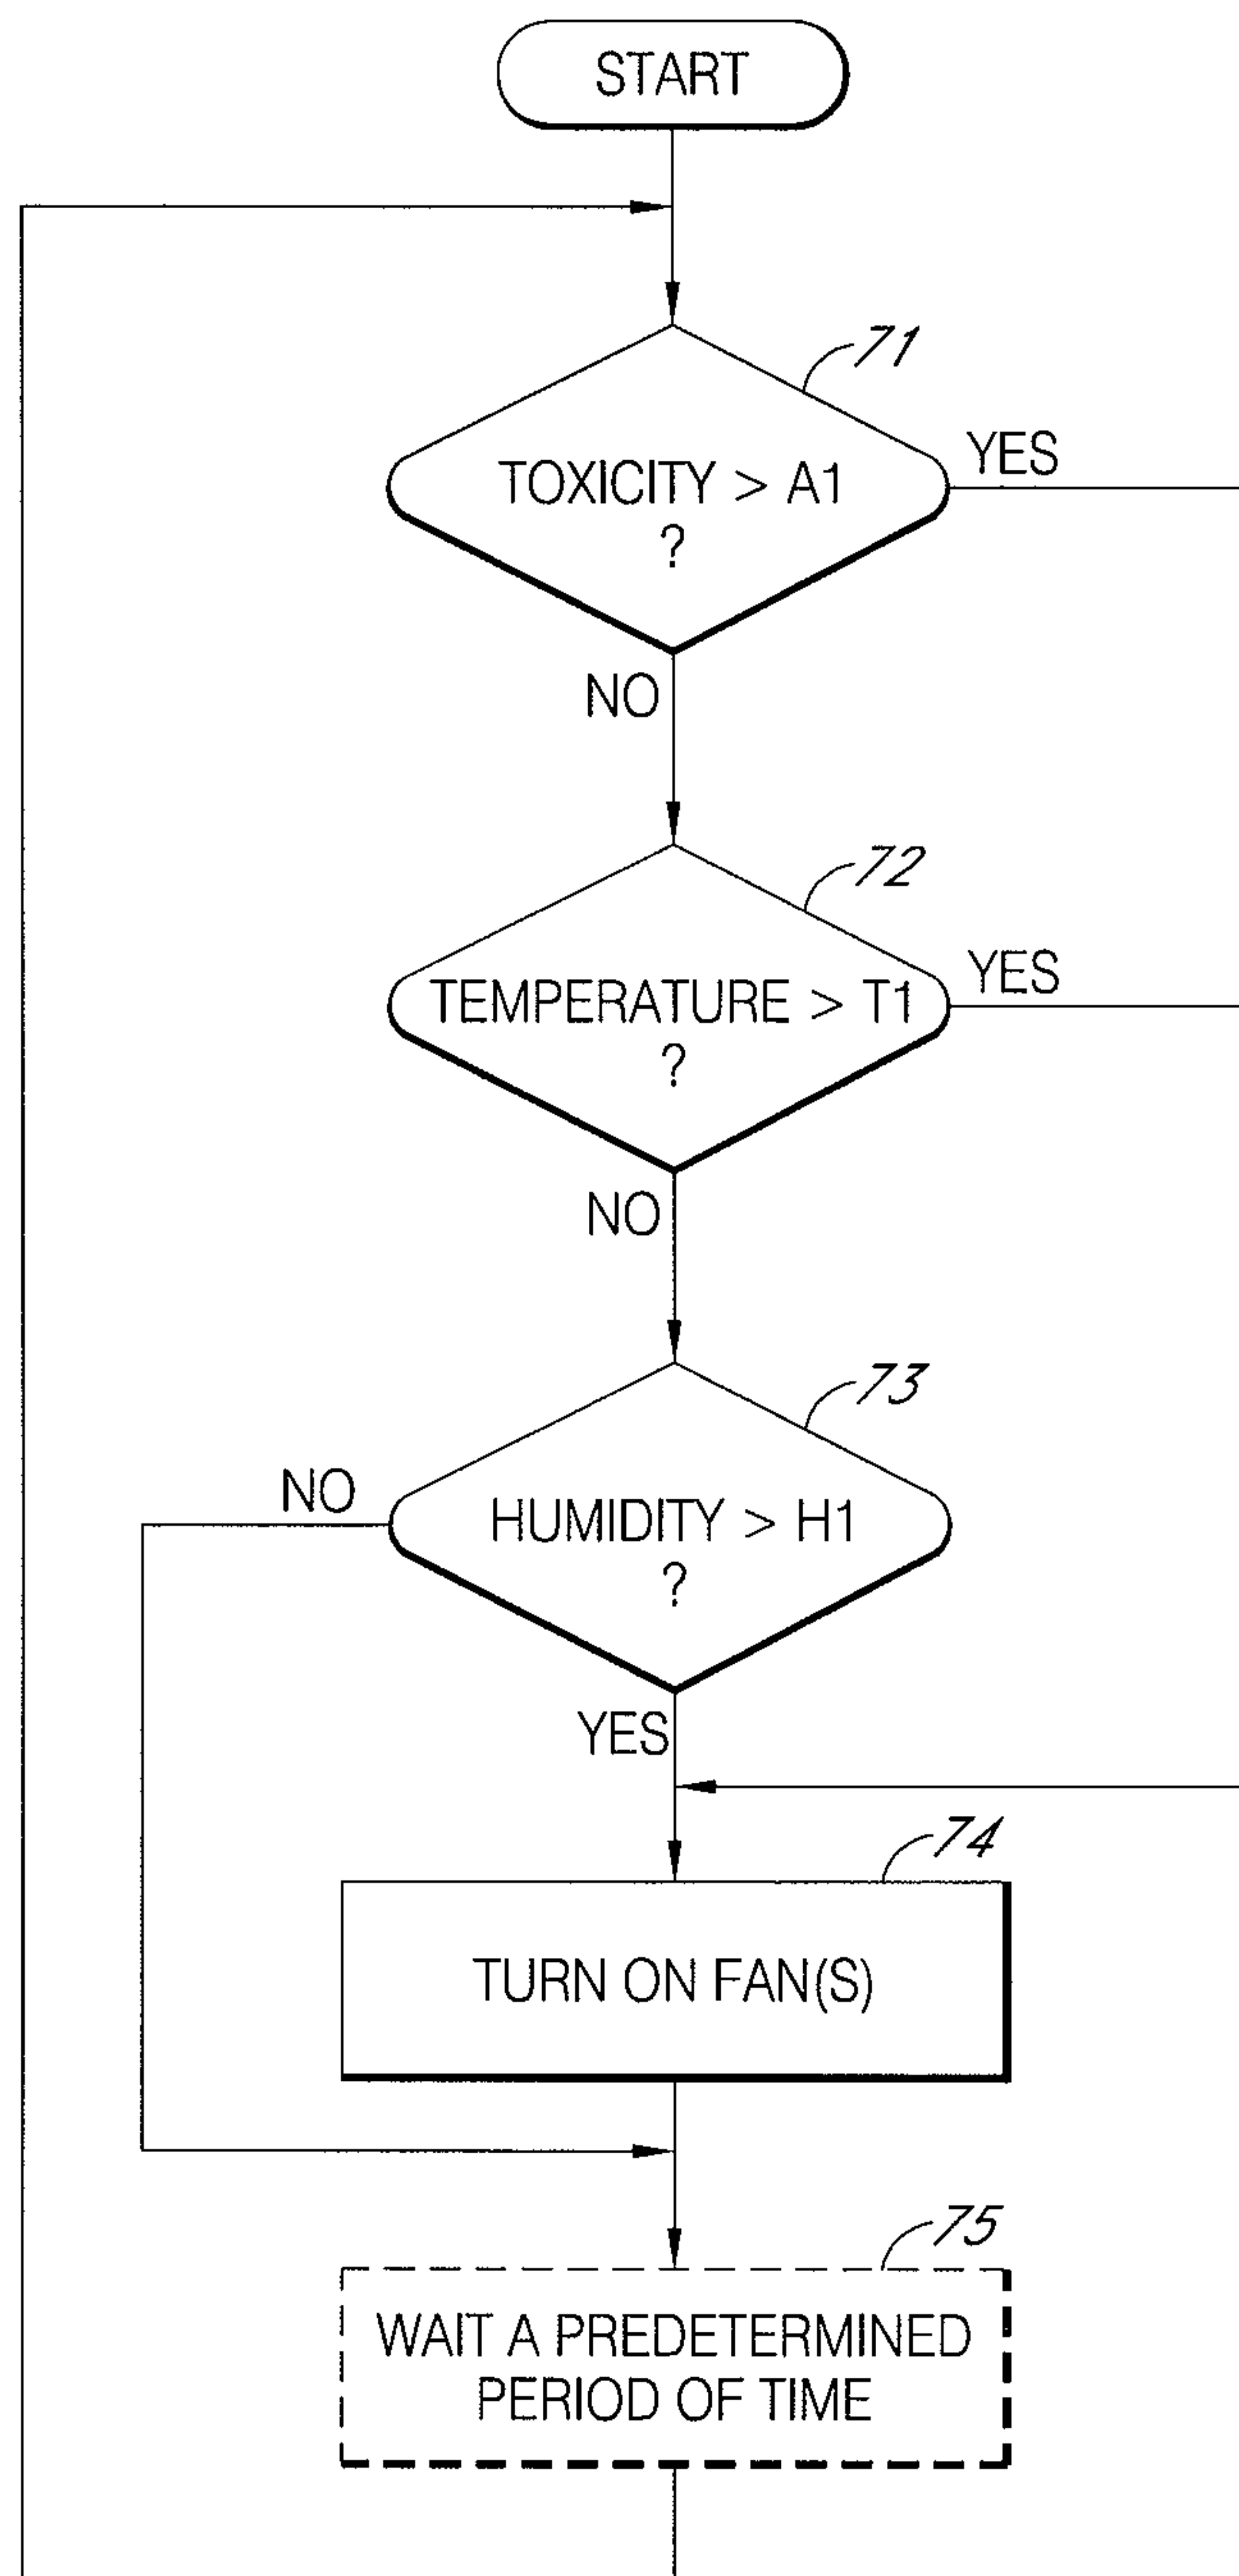 START
71
TOXICITY > A1
?
YES
NO
72
TEMPERATURE > T1
?
YES
NO
73
NO
HUMIDITY > H1
?
YES
74
TURN ON FAN(S)
75
WAIT A PREDETERMINED
PERIOD OF TIME